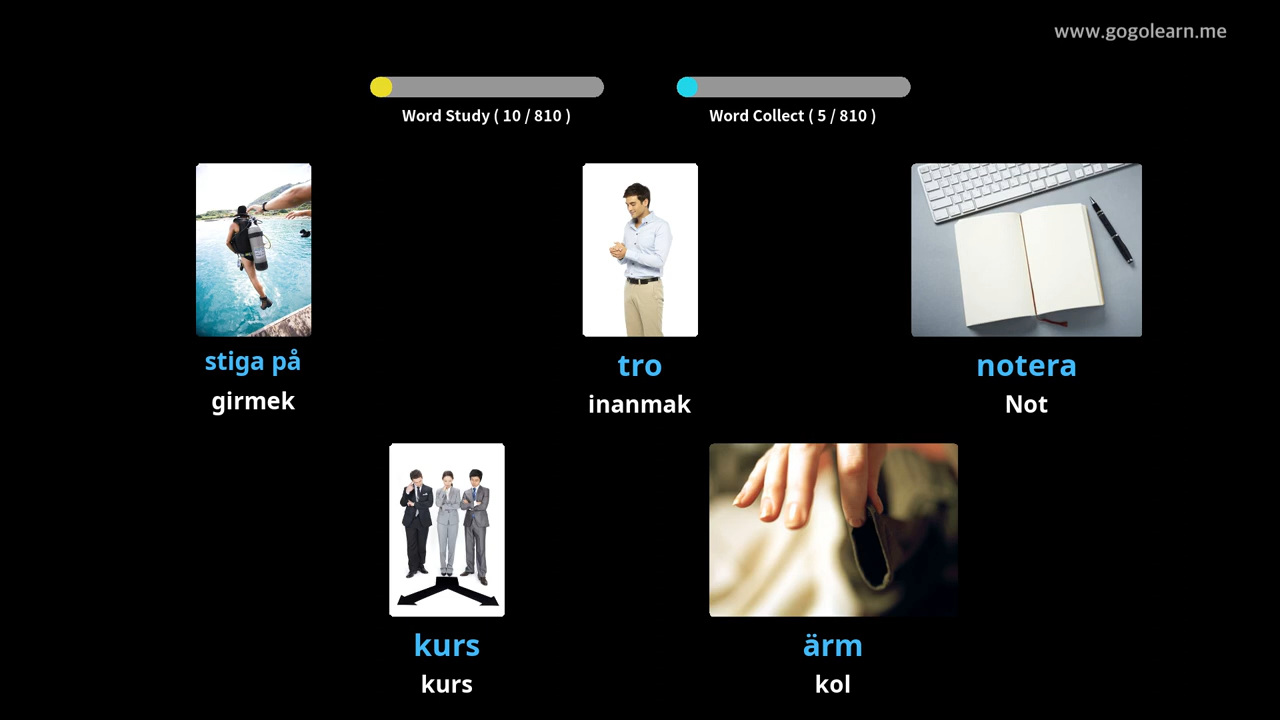 www.gogolearn.me
Word Study ( 10 / 810 )
Word Collect ( 5 / 810 )
stiga på
girmek
tro
inanmak
notera
Not
kurs
kurs
ärm
kol